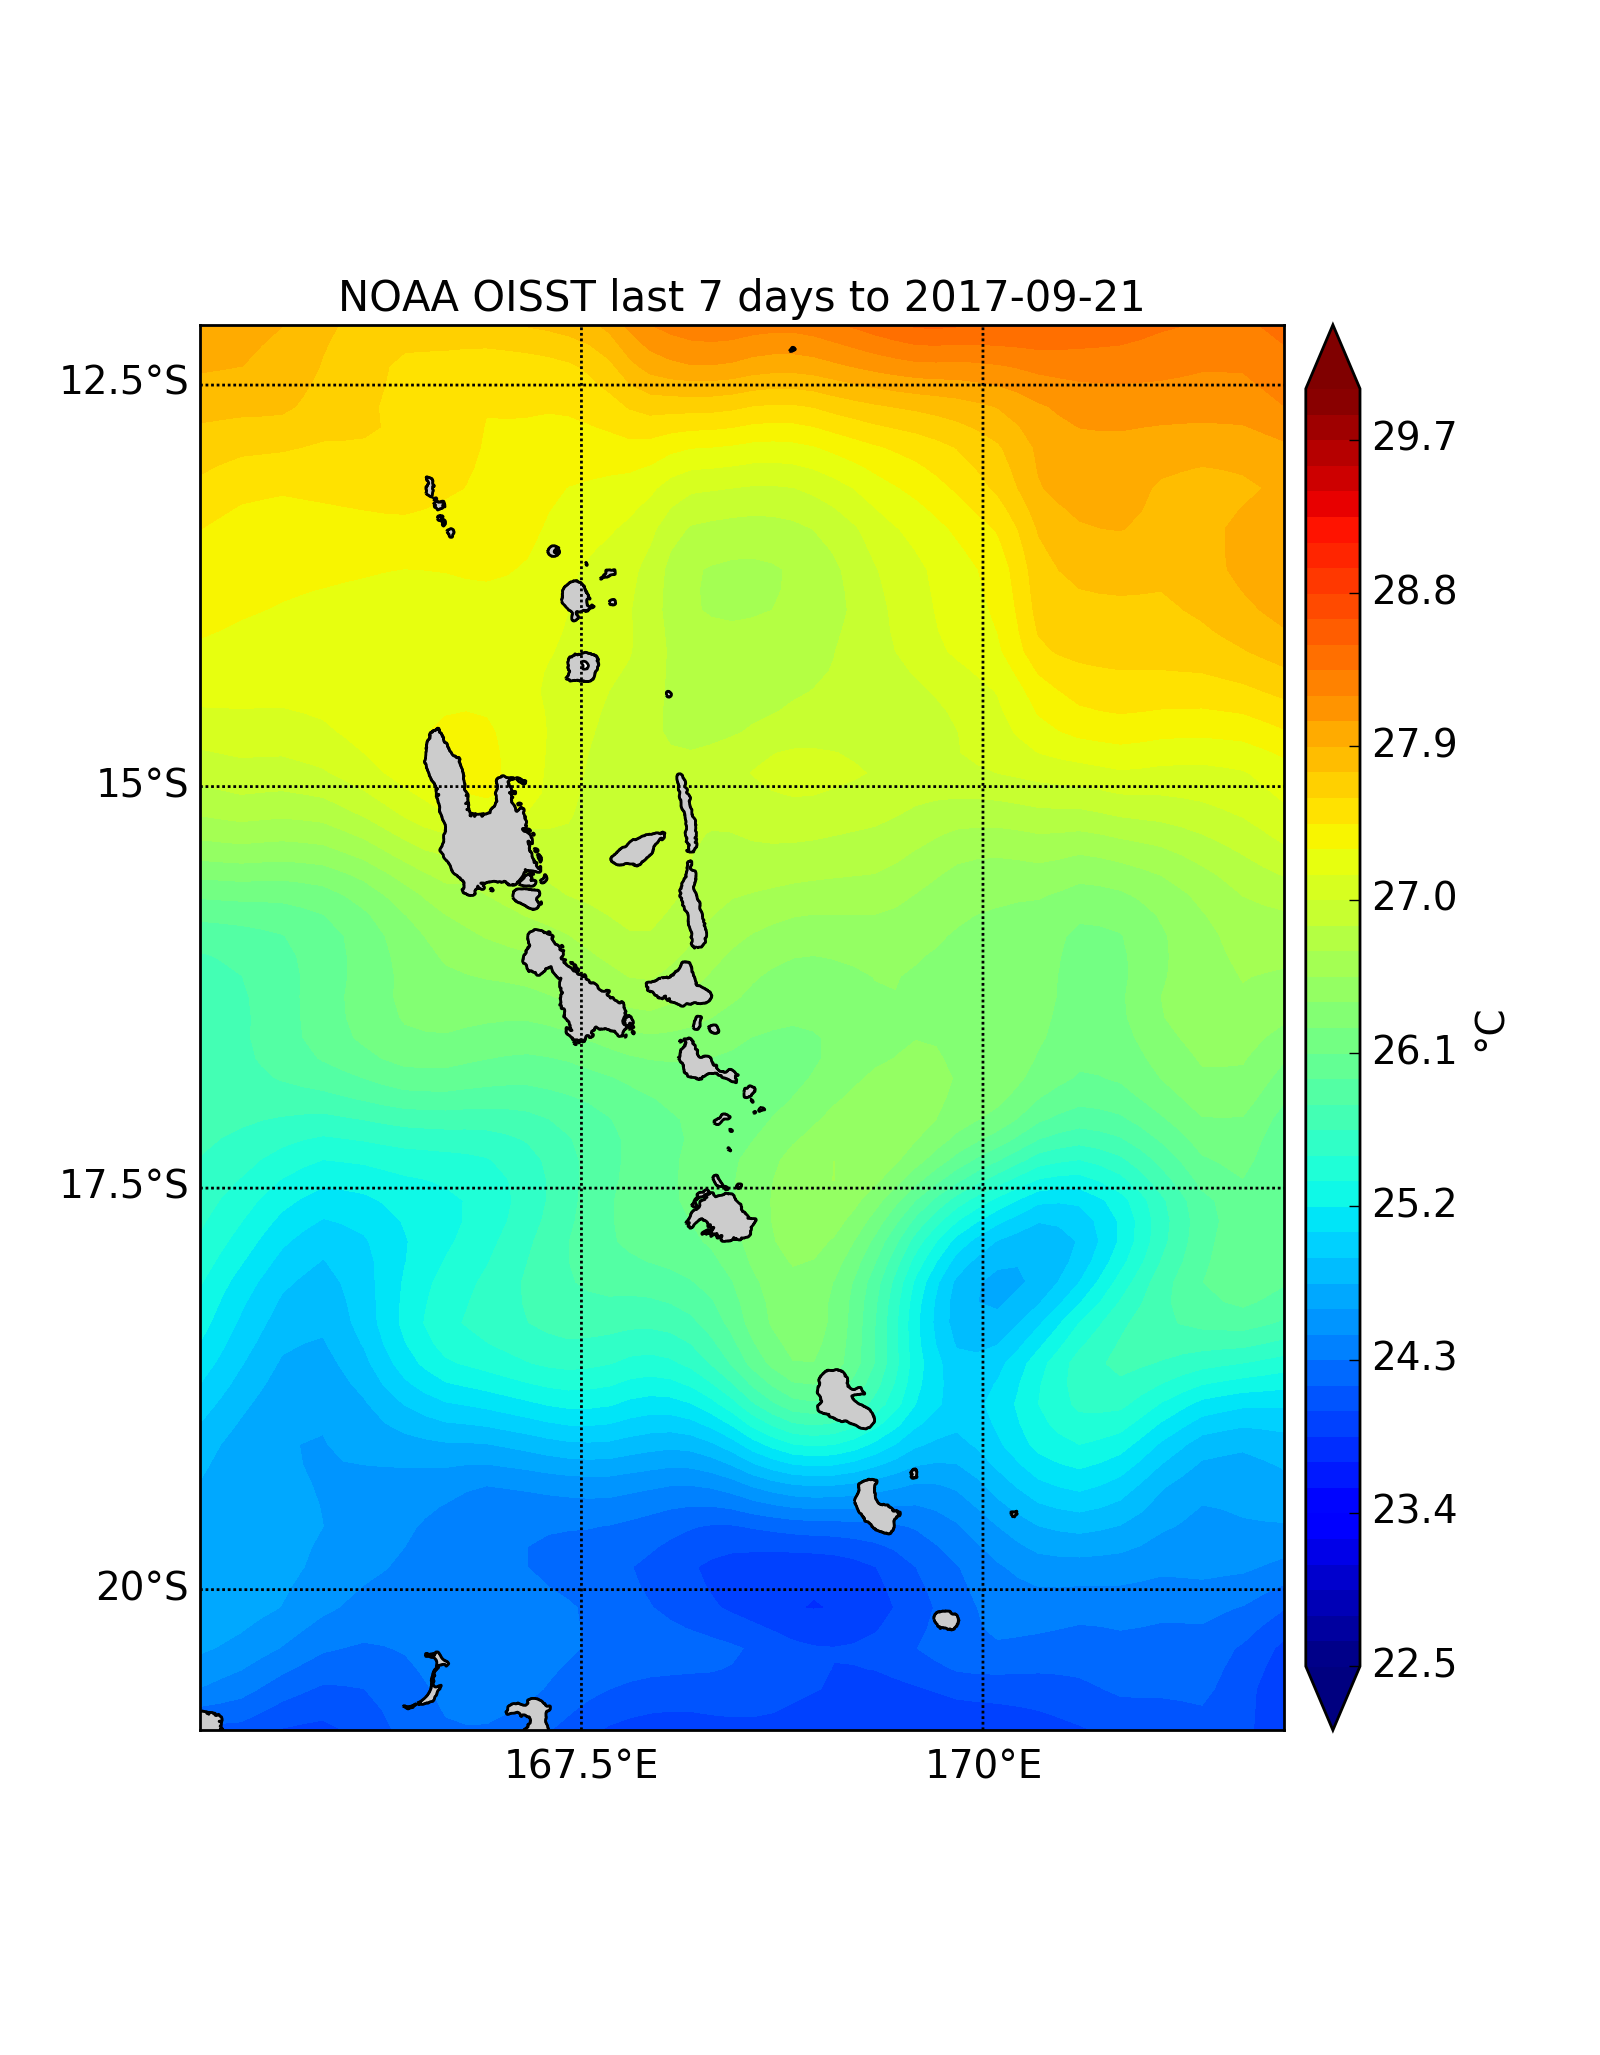 NOAA OISST last 7 days to 2017-09-21
12.5°S
15°S
17.5°S
20°S
167.5°E
170°E
29.7
28.8
27.9
27.0
26.1
25.2
24.3
23.4
22.5
°C